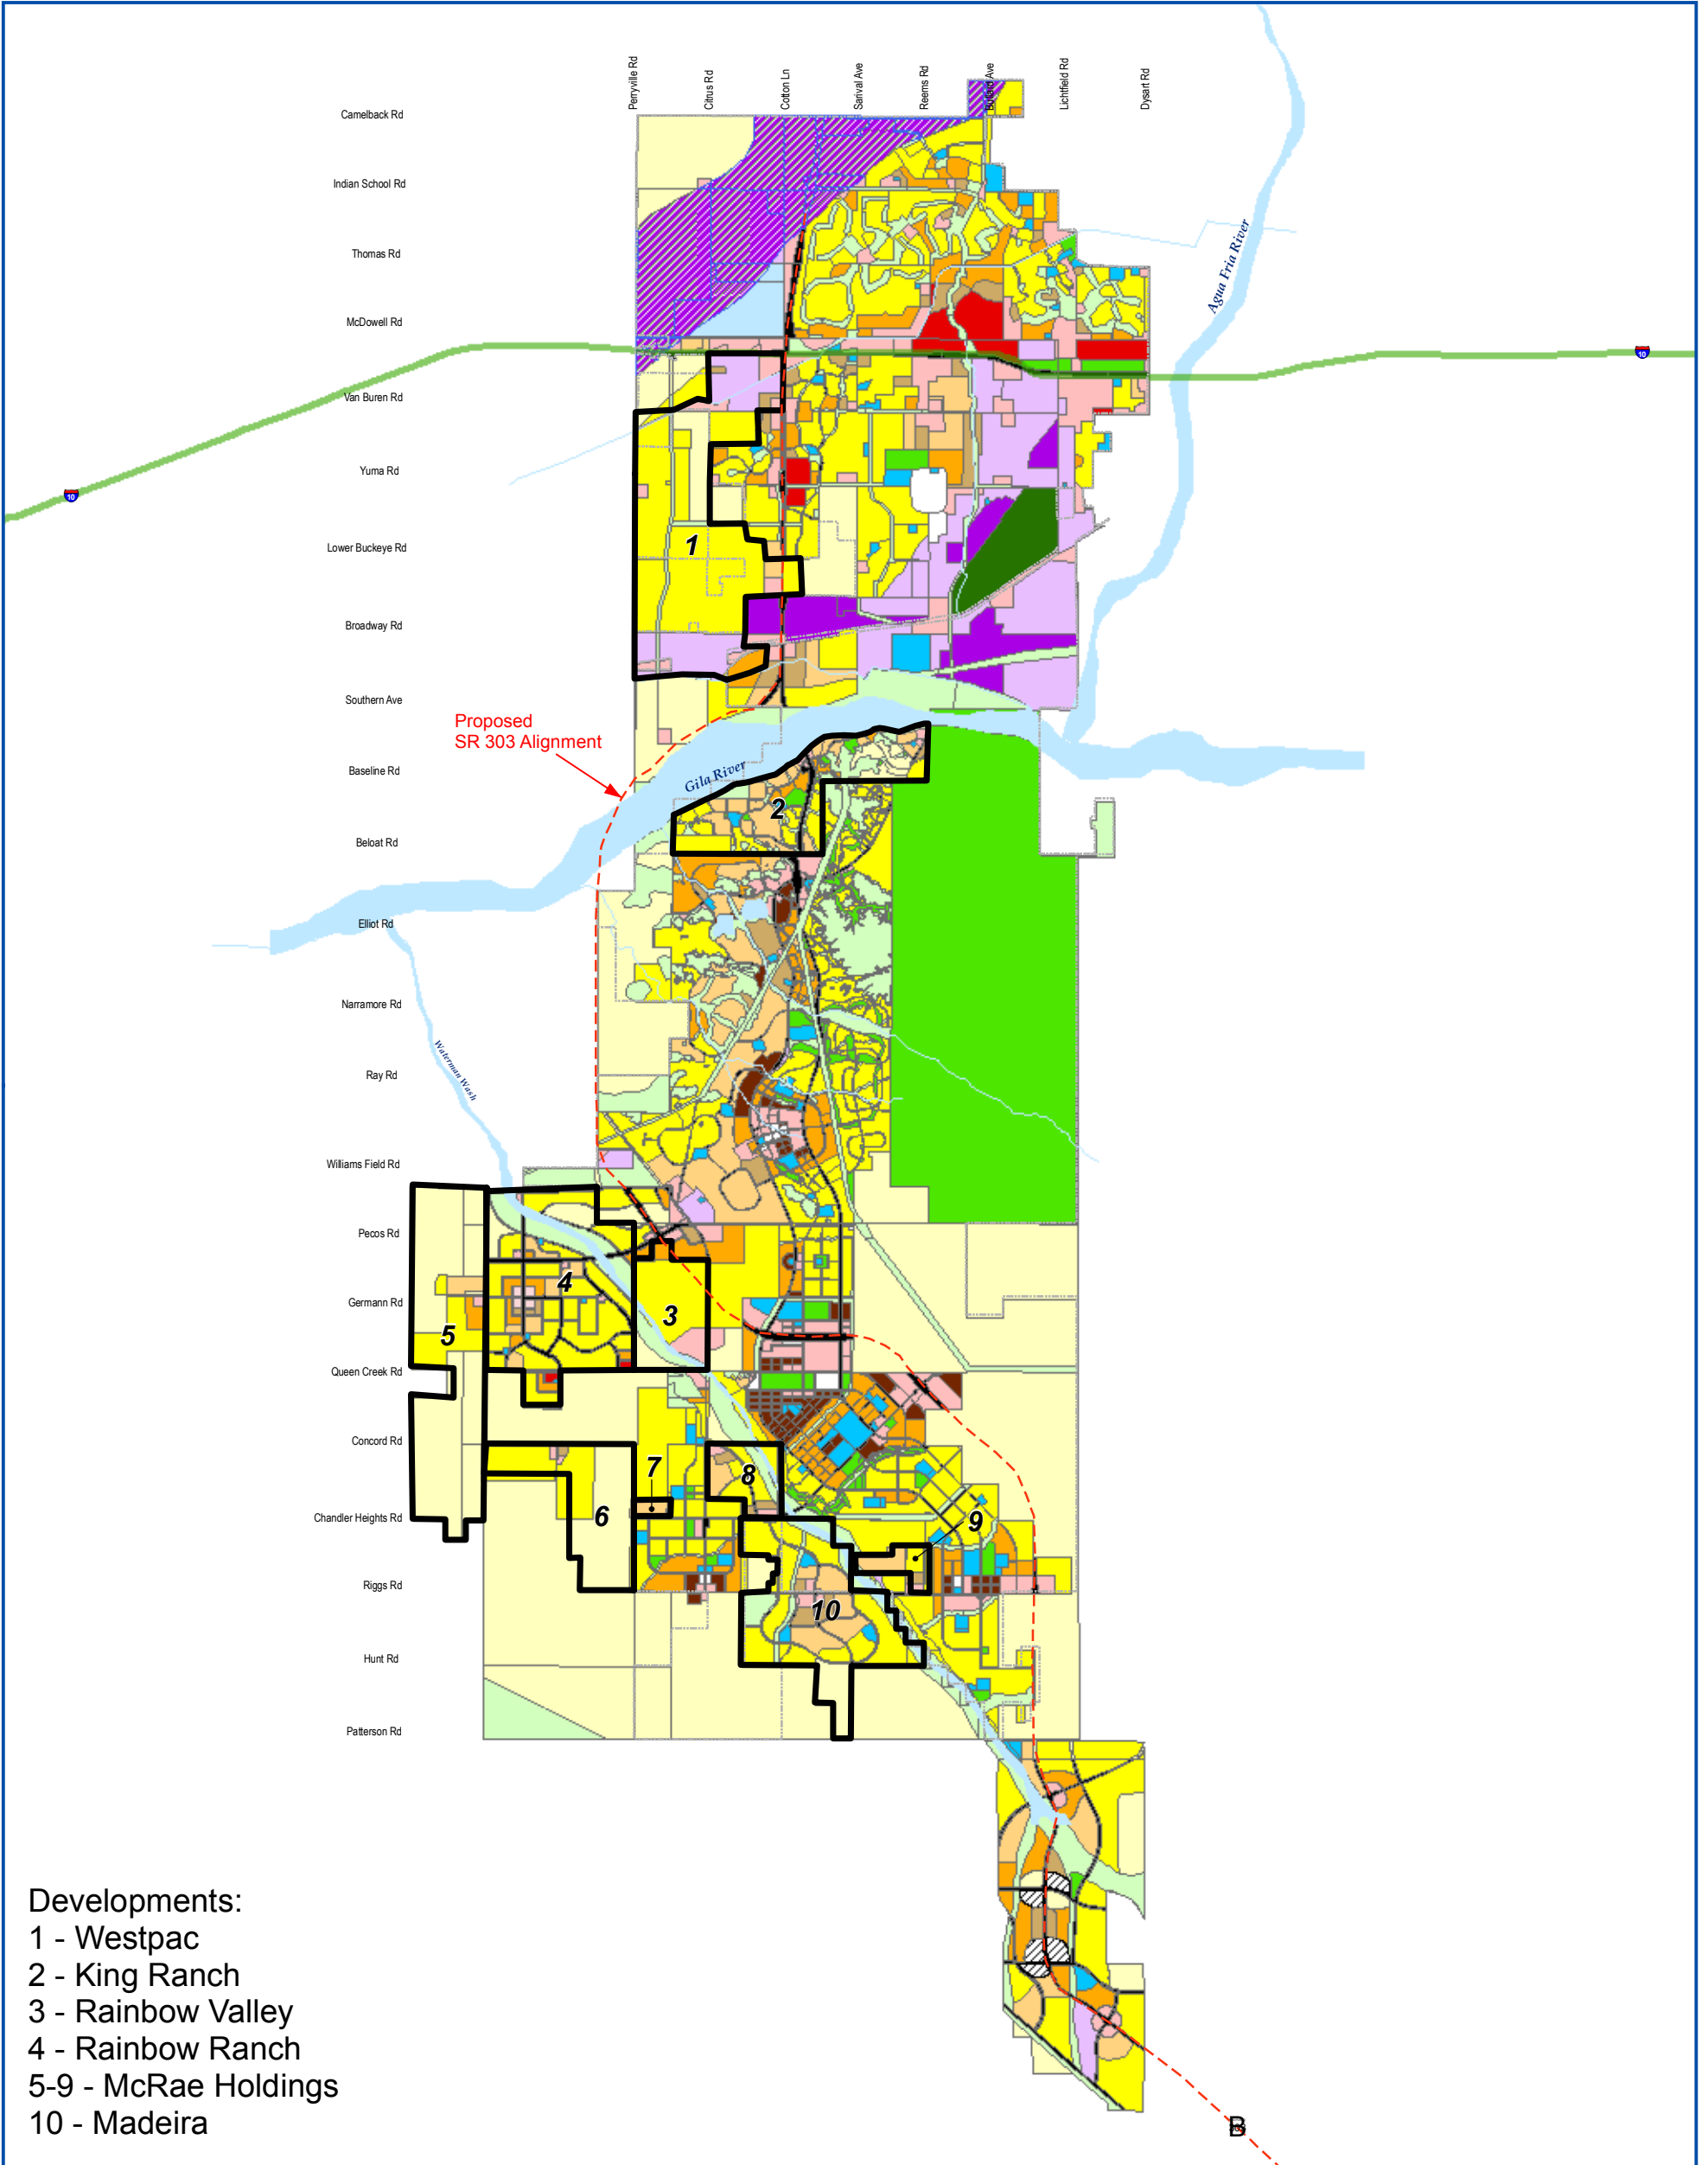 Perryville Rd
Citrus Rd
Cotton Ln
Sarival Ave
Reems Rd
Bullard Ave
Lichtfield Rd
Dysart Rd
Camelback Rd
Indian School Rd
Thomas Rd
McDowell Rd
Van Buren Rd
Yuma Rd
Lower Buckeye Rd
Broadway Rd
Southern Ave
Baseline Rd
Beloat Rd
Elliot Rd
Narramore Rd
Ray Rd
Williams Field Rd
Pecos Rd
Germann Rd
Queen Creek Rd
Concord Rd
Chandler Heights Rd
Riggs Rd
Hunt Rd
Patterson Rd
Agua Fria River
10
10
Proposed
SR 303 Alignment
Gila River
Waterman Wash
1
2
3
4
5
6
7
8
9
10
B
Developments:
1 - Westpac
2 - King Ranch
3 - Rainbow Valley
4 - Rainbow Ranch
5-9 - McRae Holdings
10 - Madeira